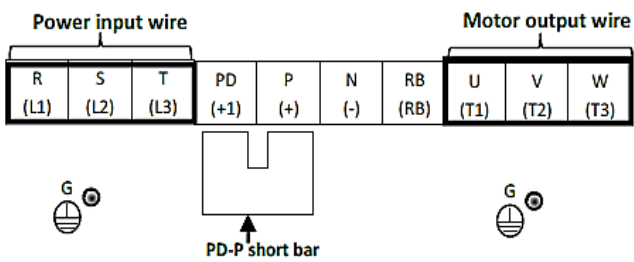 Power input wire Motor output wire
R S T PD P N RB U V W
(L1) (L2) (L3) (+1) (+) (-) (RB) (T1) (T2) (T3)
G G
PD-P short bar